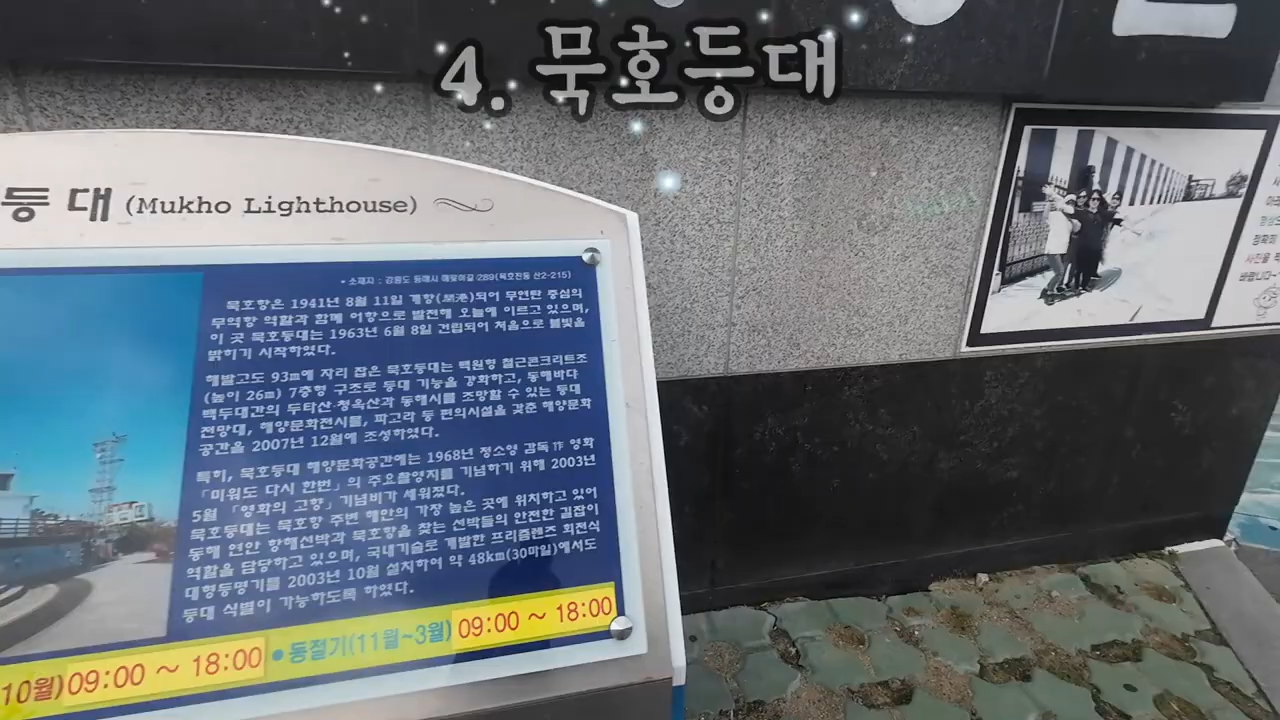 4. 묵호등대
등대 (Mukho Lighthouse)
• 소재지 : 강원도 동해시 해맞이길 289(묵호진동 산2-215)
묵호항은 1941년 8월 11일 개항(開港)되어 무연탄 중심의
무역항 역할과 함께 어항으로 발전해 오늘에 이르고 있으며,
이 곳 묵호등대는 1963년 6월 8일 건립되어 처음으로 불빛을
밝히기 시작하였다.
해발고도 93m에 자리 잡은 묵호등대는 백원형 철근콘크리트조
(높이 26m) 7층형 구조로 등대 기능을 강화하고, 동해바다
백두대간의 두타산·청옥산과 동해시를 조망할 수 있는 등대
전망대, 해양문화전시물, 파고라 등 편의시설을 갖춘 해양문화
공간을 2007년 12월에 조성하였다.
특히, 묵호등대 해양문화공간에는 1968년 정소영 감독 作 영화
「미워도 다시 한번」의 주요촬영지를 기념하기 위해 2003년
5월 「영화의 고향」 기념비가 세워졌다.
묵호등대는 묵호항 주변 해안의 가장 높은 곳에 위치하고 있어
동해 연안 항해선박과 묵호항을 찾는 선박들의 안전한 길잡이
역할을 담당하고 있으며, 국내기술로 개발한 프리즘렌즈 회전식
대형등명기를 2003년 10월 설치하여 약 48km(30마일)에서도
등대 식별이 가능하도록 하였다.
10월) 09:00 ~ 18:00 • 동절기(11월~3월) 09:00 ~ 18:00
사진을
바랍니다~